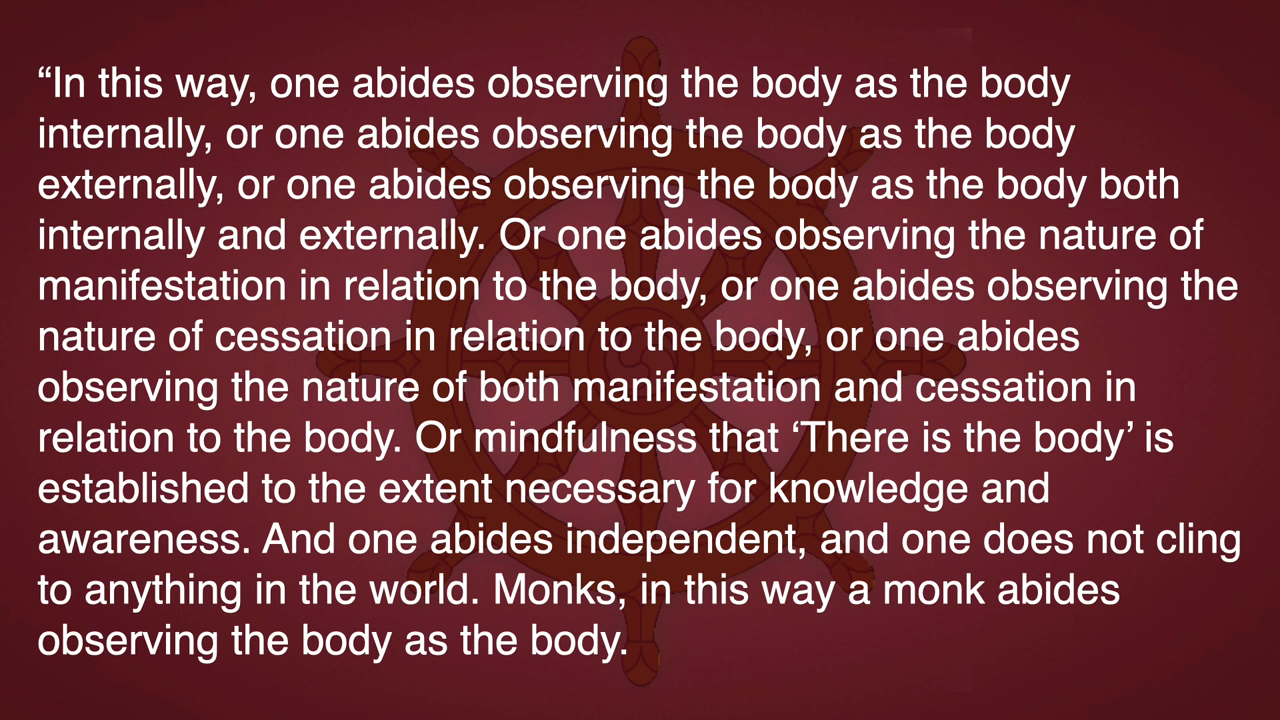 “In this way, one abides observing the body as the body
internally, or one abides observing the body as the body
externally, or one abides observing the body as the body both
internally and externally. Or one abides observing the nature of
manifestation in relation to the body, or one abides observing the
nature of cessation in relation to the body, or one abides
observing the nature of both manifestation and cessation in
relation to the body. Or mindfulness that ‘There is the body’ is
established to the extent necessary for knowledge and
awareness. And one abides independent, and one does not cling
to anything in the world. Monks, in this way a monk abides
observing the body as the body.